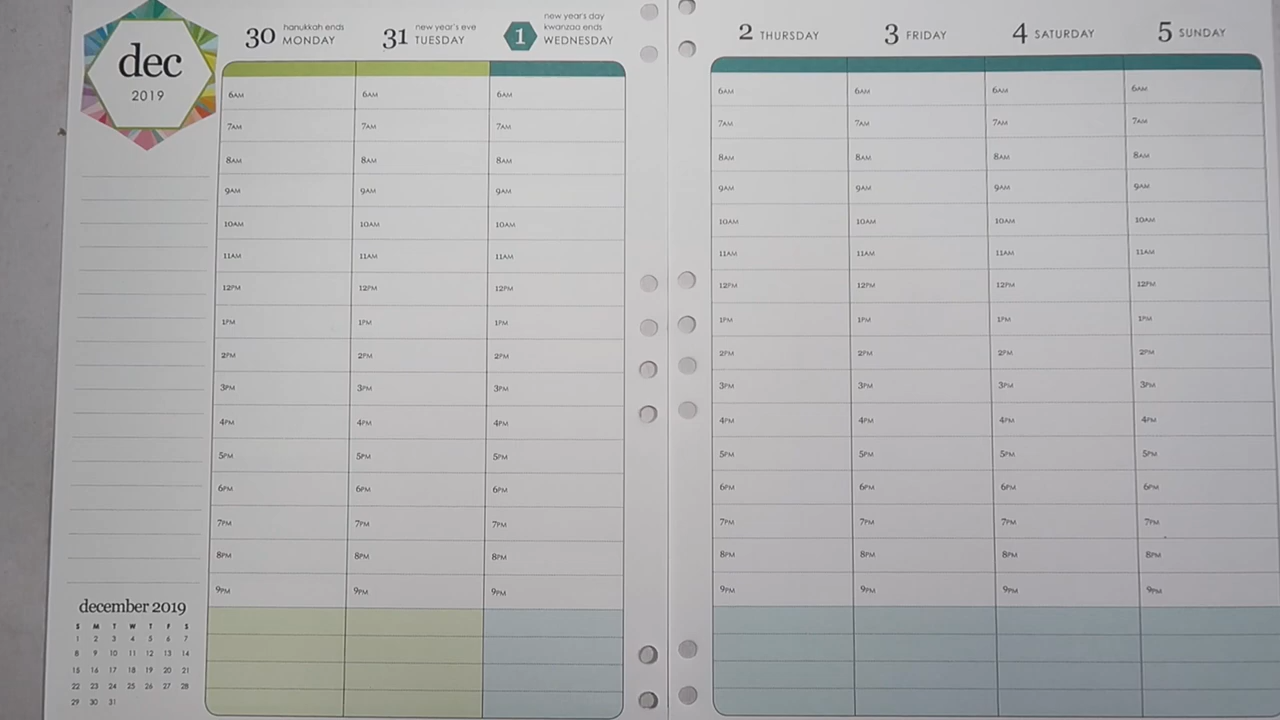 dec
2019
30 hanukkah ends MONDAY
31 new year's eve TUESDAY
1 new year's day kwanzaa ends WEDNESDAY
2 THURSDAY
3 FRIDAY
4 SATURDAY
5 SUNDAY
6AM 6AM 6AM 6AM 6AM 6AM 6AM
7AM 7AM 7AM 7AM 7AM 7AM 7AM
8AM 8AM 8AM 8AM 8AM 8AM 8AM
9AM 9AM 9AM 9AM 9AM 9AM 9AM
10AM 10AM 10AM 10AM 10AM 10AM 10AM
11AM 11AM 11AM 11AM 11AM 11AM 11AM
12PM 12PM 12PM 12PM 12PM 12PM 12PM
1PM 1PM 1PM 1PM 1PM 1PM 1PM
2PM 2PM 2PM 2PM 2PM 2PM 2PM
3PM 3PM 3PM 3PM 3PM 3PM 3PM
4PM 4PM 4PM 4PM 4PM 4PM 4PM
5PM 5PM 5PM 5PM 5PM 5PM 5PM
6PM 6PM 6PM 6PM 6PM 6PM 6PM
7PM 7PM 7PM 7PM 7PM 7PM 7PM
8PM 8PM 8PM 8PM 8PM 8PM 8PM
9PM 9PM 9PM 9PM 9PM 9PM 9PM
december 2019
S M T W T F S
1 2 3 4 5 6 7
8 9 10 11 12 13 14
15 16 17 18 19 20 21
22 23 24 25 26 27 28
29 30 31